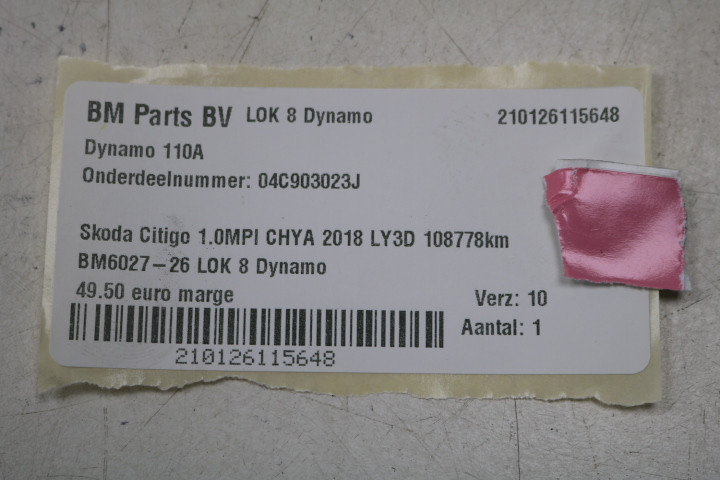 BM Parts BV LOK 8 Dynamo 210126115648
Dynamo 110A
Onderdeelnummer: 04C903023J
Skoda Citigo 1.0MPI CHYA 2018 LY3D 108778km
BM6027-26 LOK 8 Dynamo
49.50 euro marge Verz: 10
Aantal: 1
210126115648